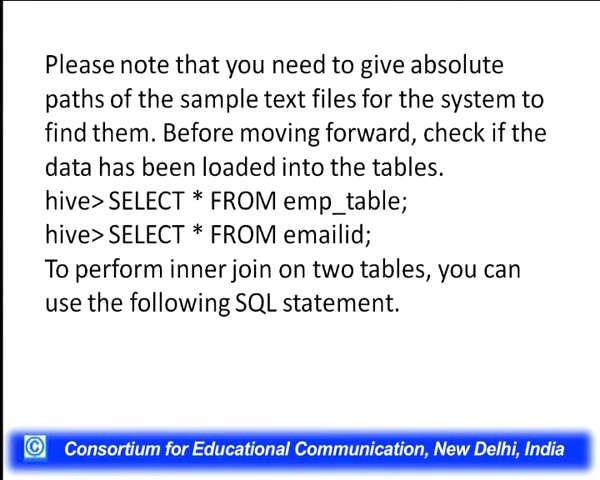 Please note that you need to give absolute
paths of the sample text files for the system to
find them. Before moving forward, check if the
data has been loaded into the tables.
hive> SELECT * FROM emp_table;
hive> SELECT * FROM emailid;
To perform inner join on two tables, you can
use the following SQL statement.
© Consortium for Educational Communication, New Delhi, India